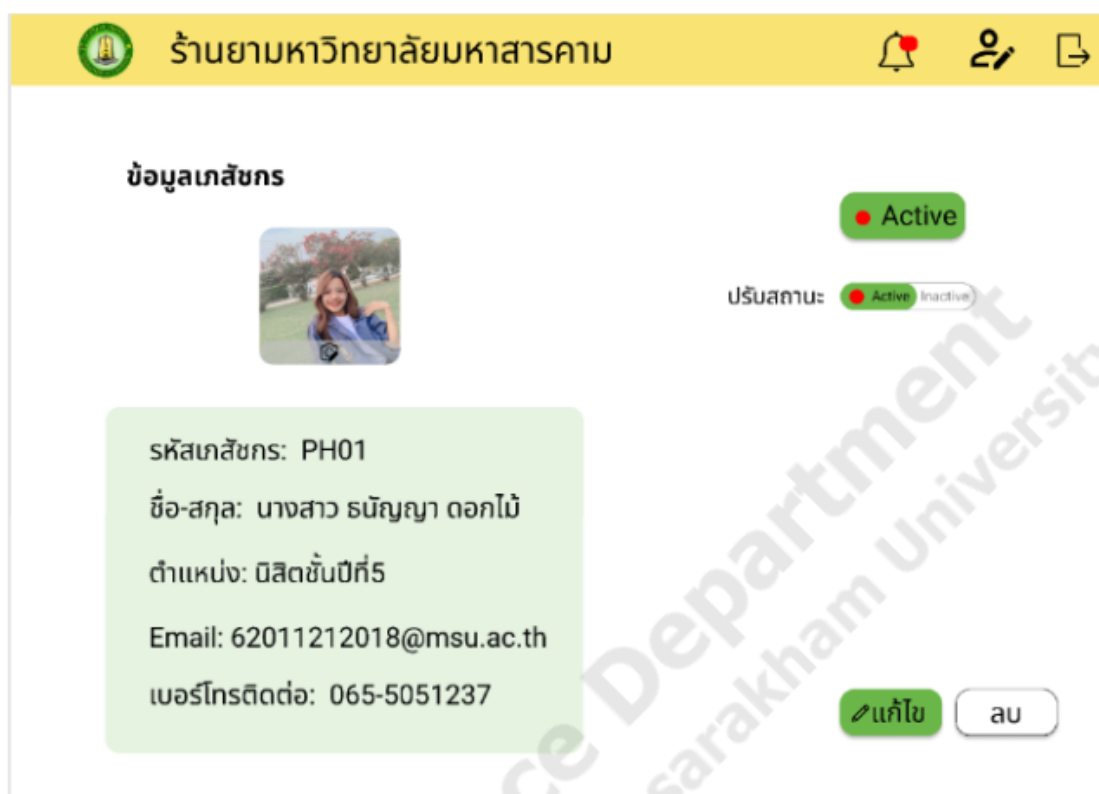 ร้านยามหาวิทยาลัยมหาสารคาม
ข้อมูลเภสัชกร
Active
ปรับสถานะ Active Inactive
รหัสเภสัชกร: PH01
ชื่อ-สกุล: นางสาว ธนัญญา ดอกไม้
ตำแหน่ง: นิสิตชั้นปีที่5
Email: 62011212018@msu.ac.th
เบอร์โทรติดต่อ: 065-5051237
แก้ไข ลบ
ce Department
sarakham University